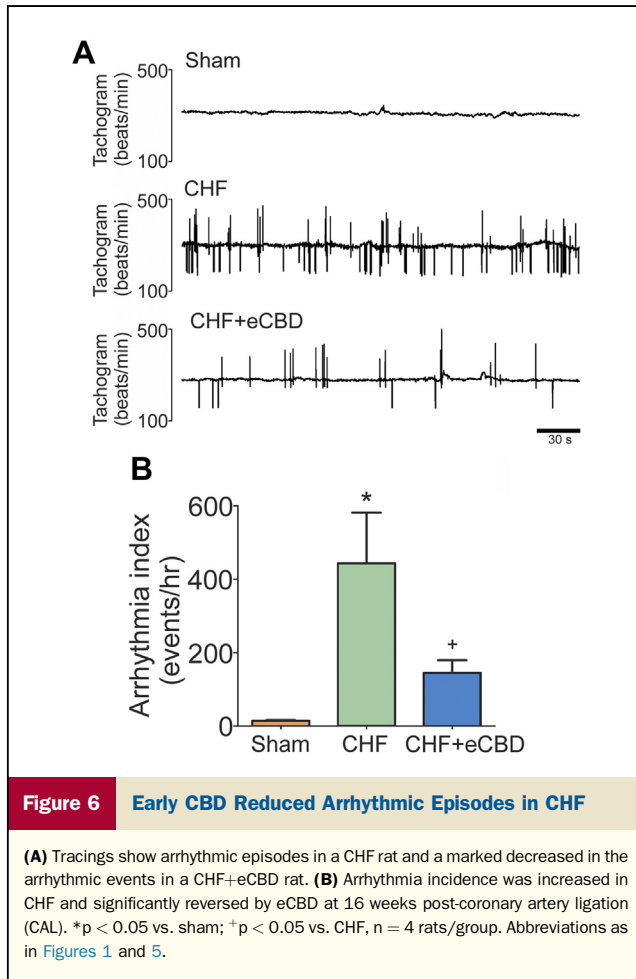 A
Sham
500
Tachogram
(beats/min)
100
CHF
500
Tachogram
(beats/min)
100
CHF+eCBD
500
Tachogram
(beats/min)
100
30 s
B
Arrhythmia index
(events/hr)
600
400
200
0
*
+
Sham CHF CHF+eCBD
Figure 6 Early CBD Reduced Arrhythmic Episodes in CHF
(A) Tracings show arrhythmic episodes in a CHF rat and a marked decreased in the
arrhythmic events in a CHF+eCBD rat. (B) Arrhythmia incidence was increased in
CHF and significantly reversed by eCBD at 16 weeks post-coronary artery ligation
(CAL). *p < 0.05 vs. sham; +p < 0.05 vs. CHF, n = 4 rats/group. Abbreviations as
in Figures 1 and 5.